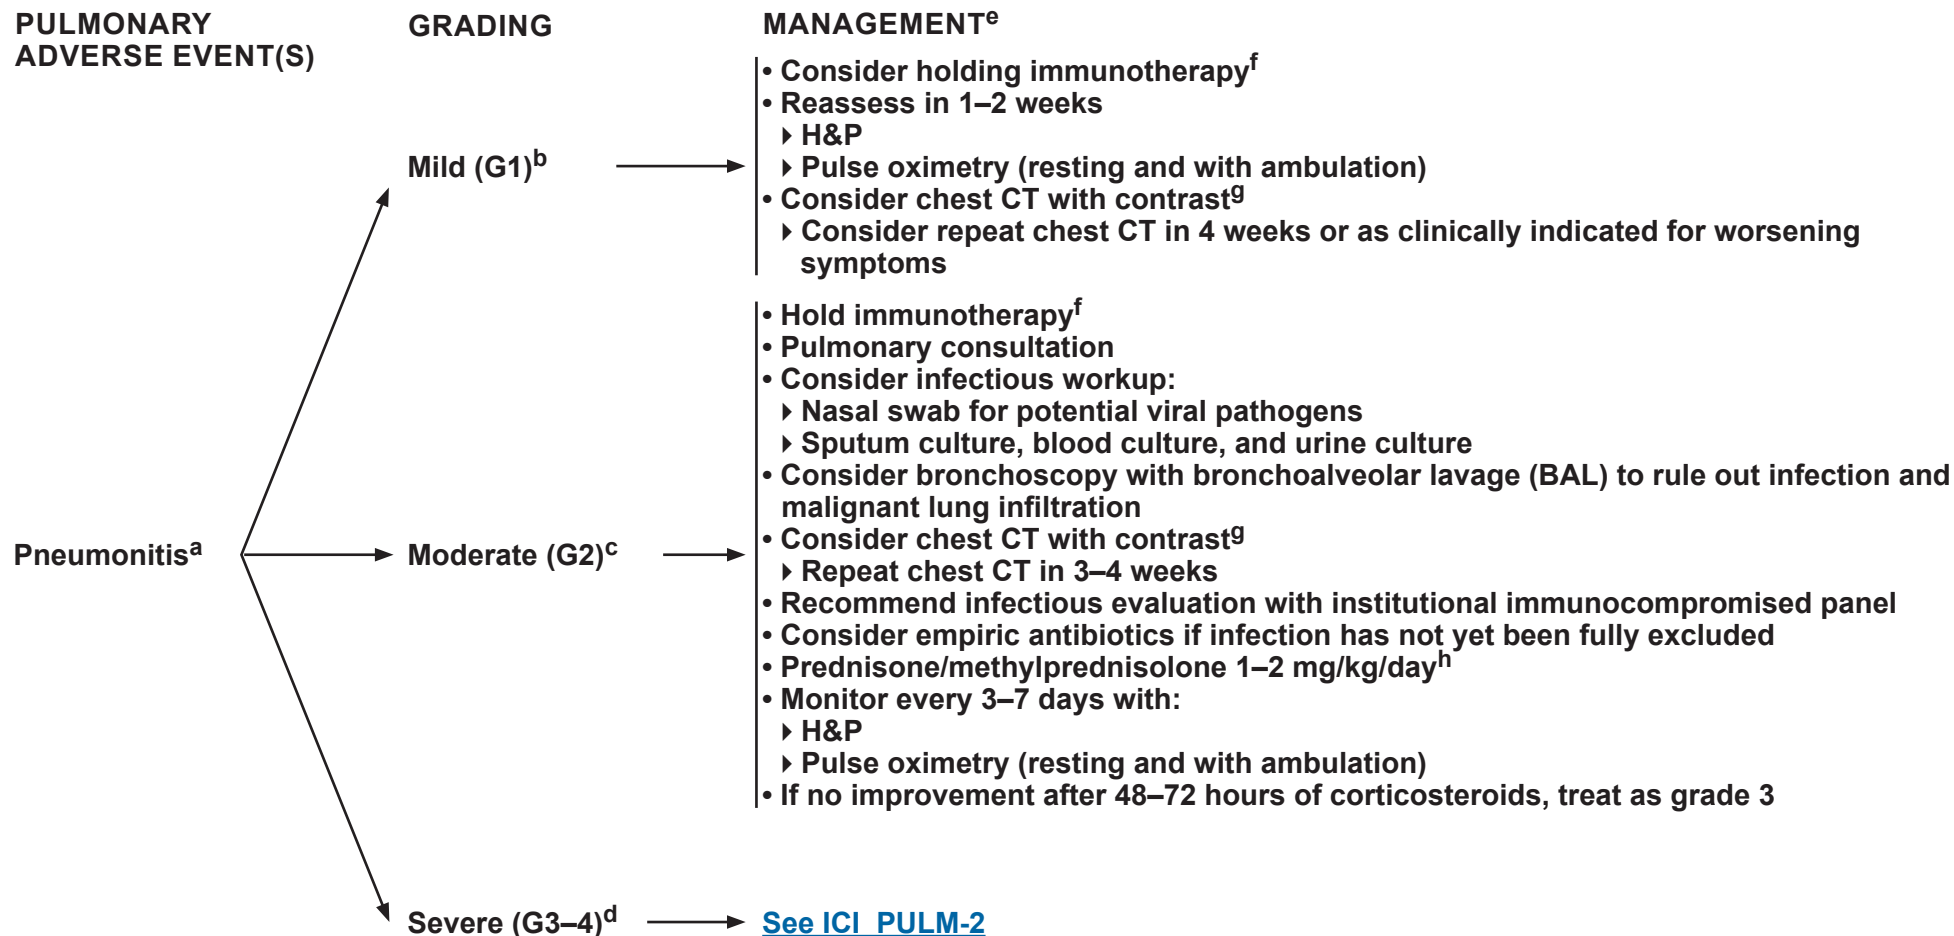 PULMONARY
ADVERSE EVENT(S)
GRADING
MANAGEMENTe
Pneumonitisa
Mild (G1)b
• Consider holding immunotherapyf
• Reassess in 1–2 weeks
H&P
Pulse oximetry (resting and with ambulation)
• Consider chest CT with contrastg
Consider repeat chest CT in 4 weeks or as clinically indicated for worsening
symptoms
Moderate (G2)c
• Hold immunotherapyf
• Pulmonary consultation
• Consider infectious workup:
Nasal swab for potential viral pathogens
Sputum culture, blood culture, and urine culture
• Consider bronchoscopy with bronchoalveolar lavage (BAL) to rule out infection and
malignant lung infiltration
• Consider chest CT with contrastg
Repeat chest CT in 3–4 weeks
• Recommend infectious evaluation with institutional immunocompromised panel
• Consider empiric antibiotics if infection has not yet been fully excluded
• Prednisone/methylprednisolone 1–2 mg/kg/dayh
• Monitor every 3–7 days with:
H&P
Pulse oximetry (resting and with ambulation)
• If no improvement after 48–72 hours of corticosteroids, treat as grade 3
Severe (G3–4)d
See ICI_PULM-2